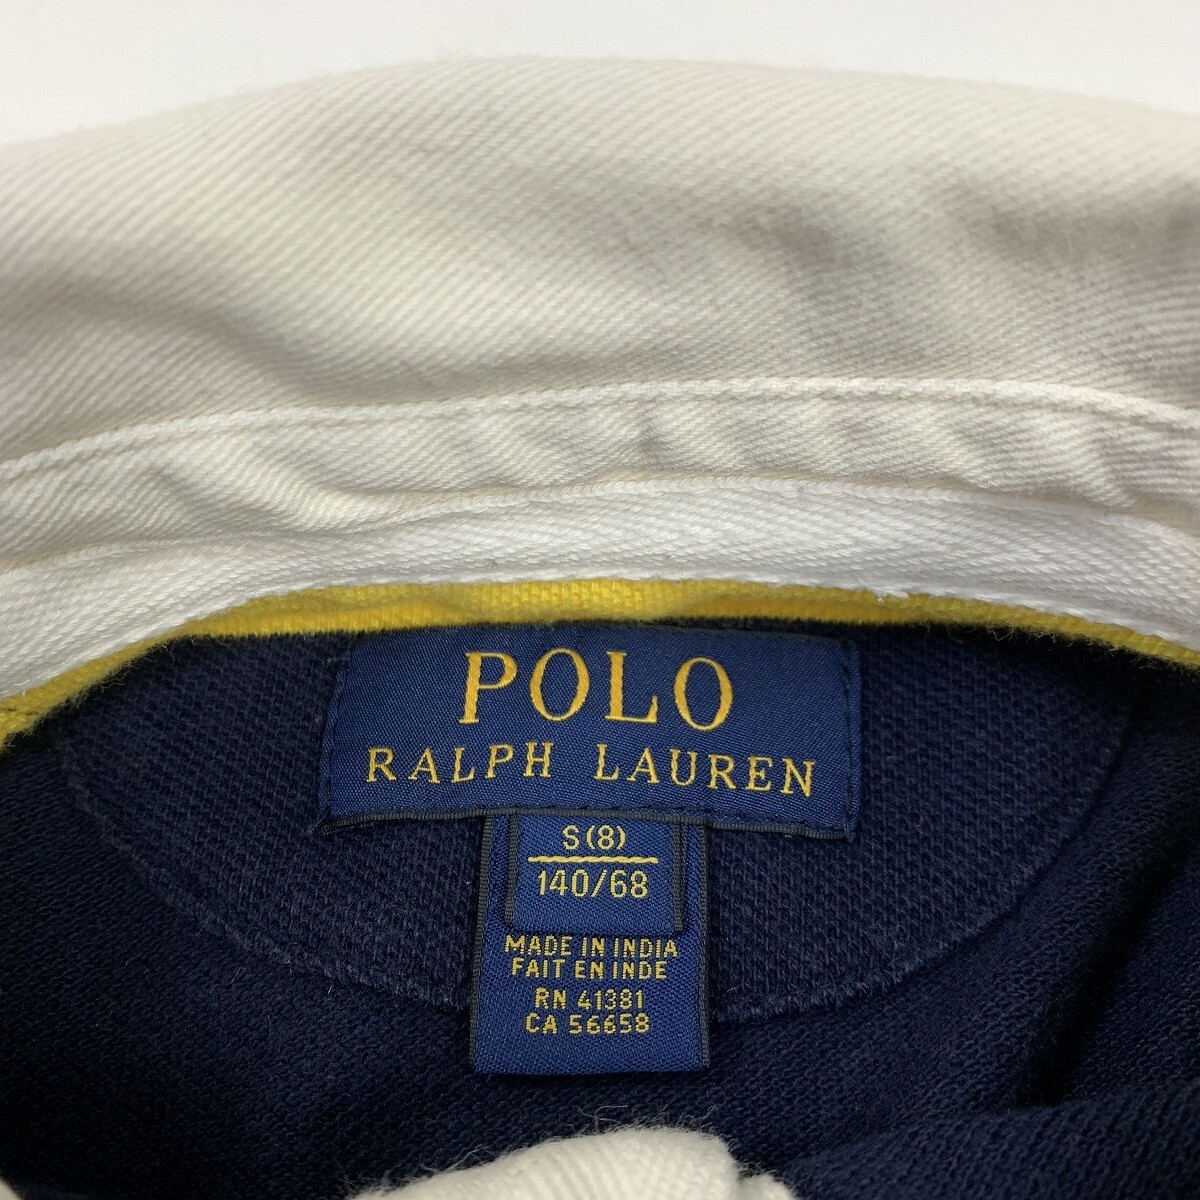 POLO
RALPH LAUREN
S (8)
140/68
MADE IN INDIA
FAIT EN INDE
RN 41381
CA 56658